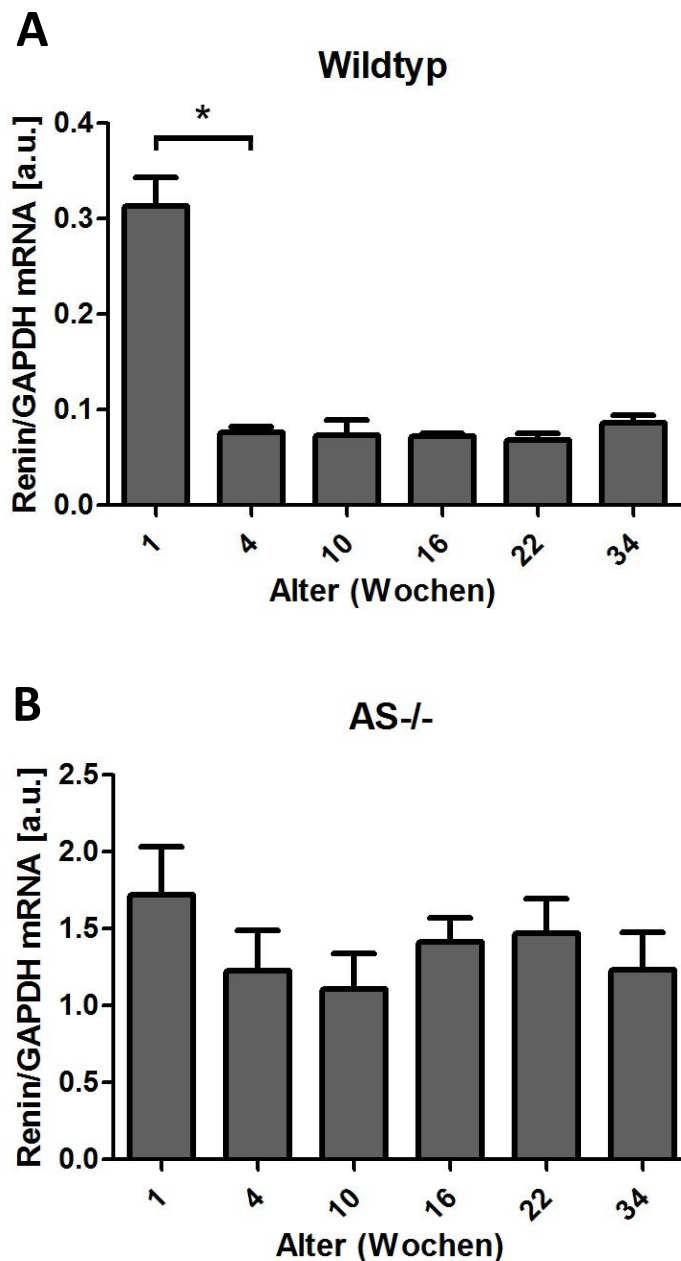 A
Wildtyp
Renin/GAPDH mRNA [a.u.]
0.4
0.3
0.2
0.1
0.0
*
1 4 10 16 22 34
Alter (Wochen)
B
AS-/-
Renin/GAPDH mRNA [a.u.]
2.5
2.0
1.5
1.0
0.5
0.0
1 4 10 16 22 34
Alter (Wochen)